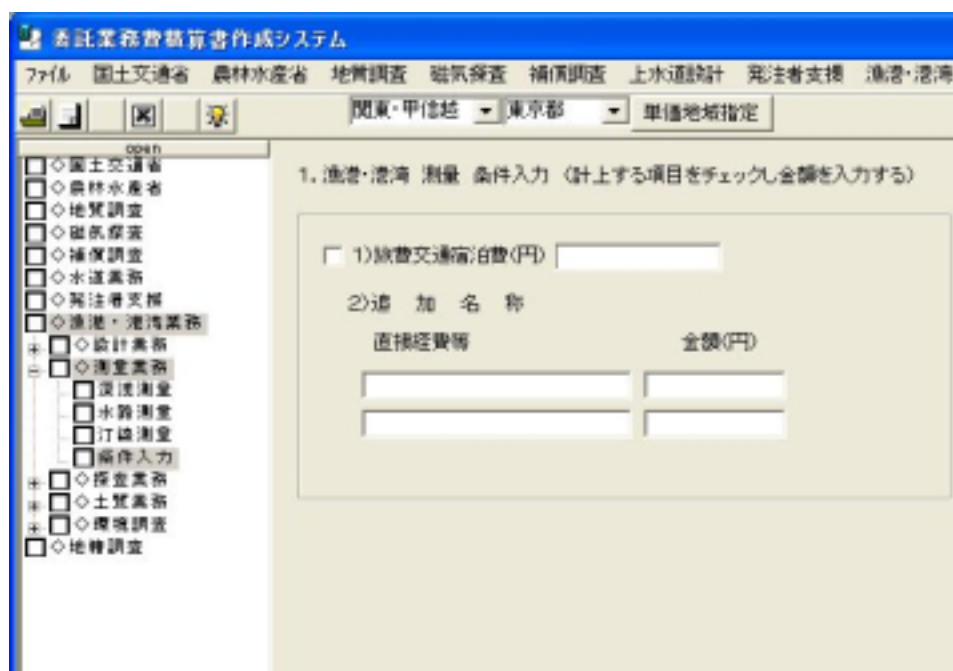 委託業務費積算書作成システム
ファイル 国土交通省 農林水産省 地質調査 磁気探査 補償調査 上水道設計 発注者支援 漁港・港湾
関東・甲信越 東京都 単価地域指定
open
◇国土交通省
◇農林水産省
◇地質調査
◇磁気探査
◇補償調査
◇水道業務
◇発注者支援
◇漁港・港湾業務
◇設計業務
◇測量業務
深浅測量
水路測量
汀線測量
条件入力
◇探査業務
◇土質業務
◇環境調査
◇地籍調査
1. 漁港・港湾 測量 条件入力 (計上する項目をチェックし金額を入力する)
1)旅費交通宿泊費(円)
2)追 加 名 称
直接経費等 金額(円)